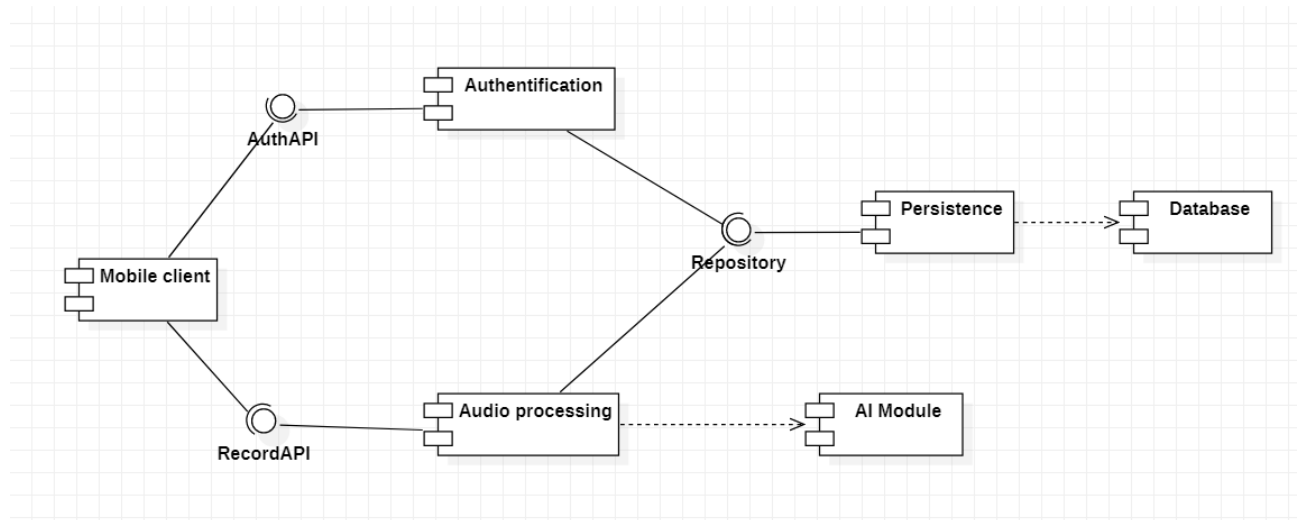 Authentification
AuthAPI
Persistence
Database
Repository
Mobile client
Audio processing
AI Module
RecordAPI